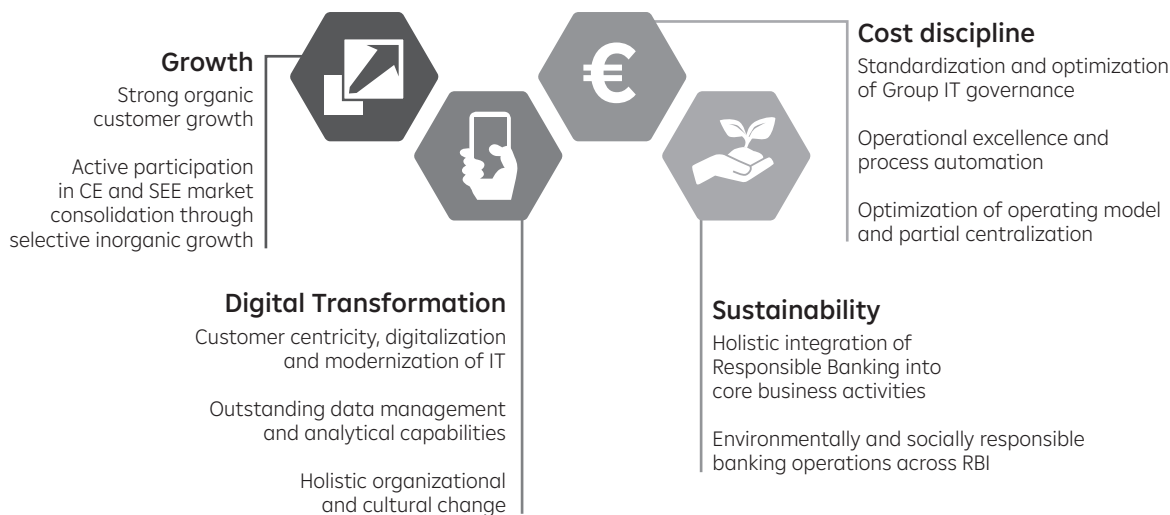 Growth
Strong organic
customer growth
Active participation
in CE and SEE market
consolidation through
selective inorganic growth
€
Cost discipline
Standardization and optimization
of Group IT governance
Operational excellence and
process automation
Optimization of operating model
and partial centralization
Digital Transformation
Customer centricity, digitalization
and modernization of IT
Outstanding data management
and analytical capabilities
Holistic organizational
and cultural change
Sustainability
Holistic integration of
Responsible Banking into
core business activities
Environmentally and socially responsible
banking operations across RBI